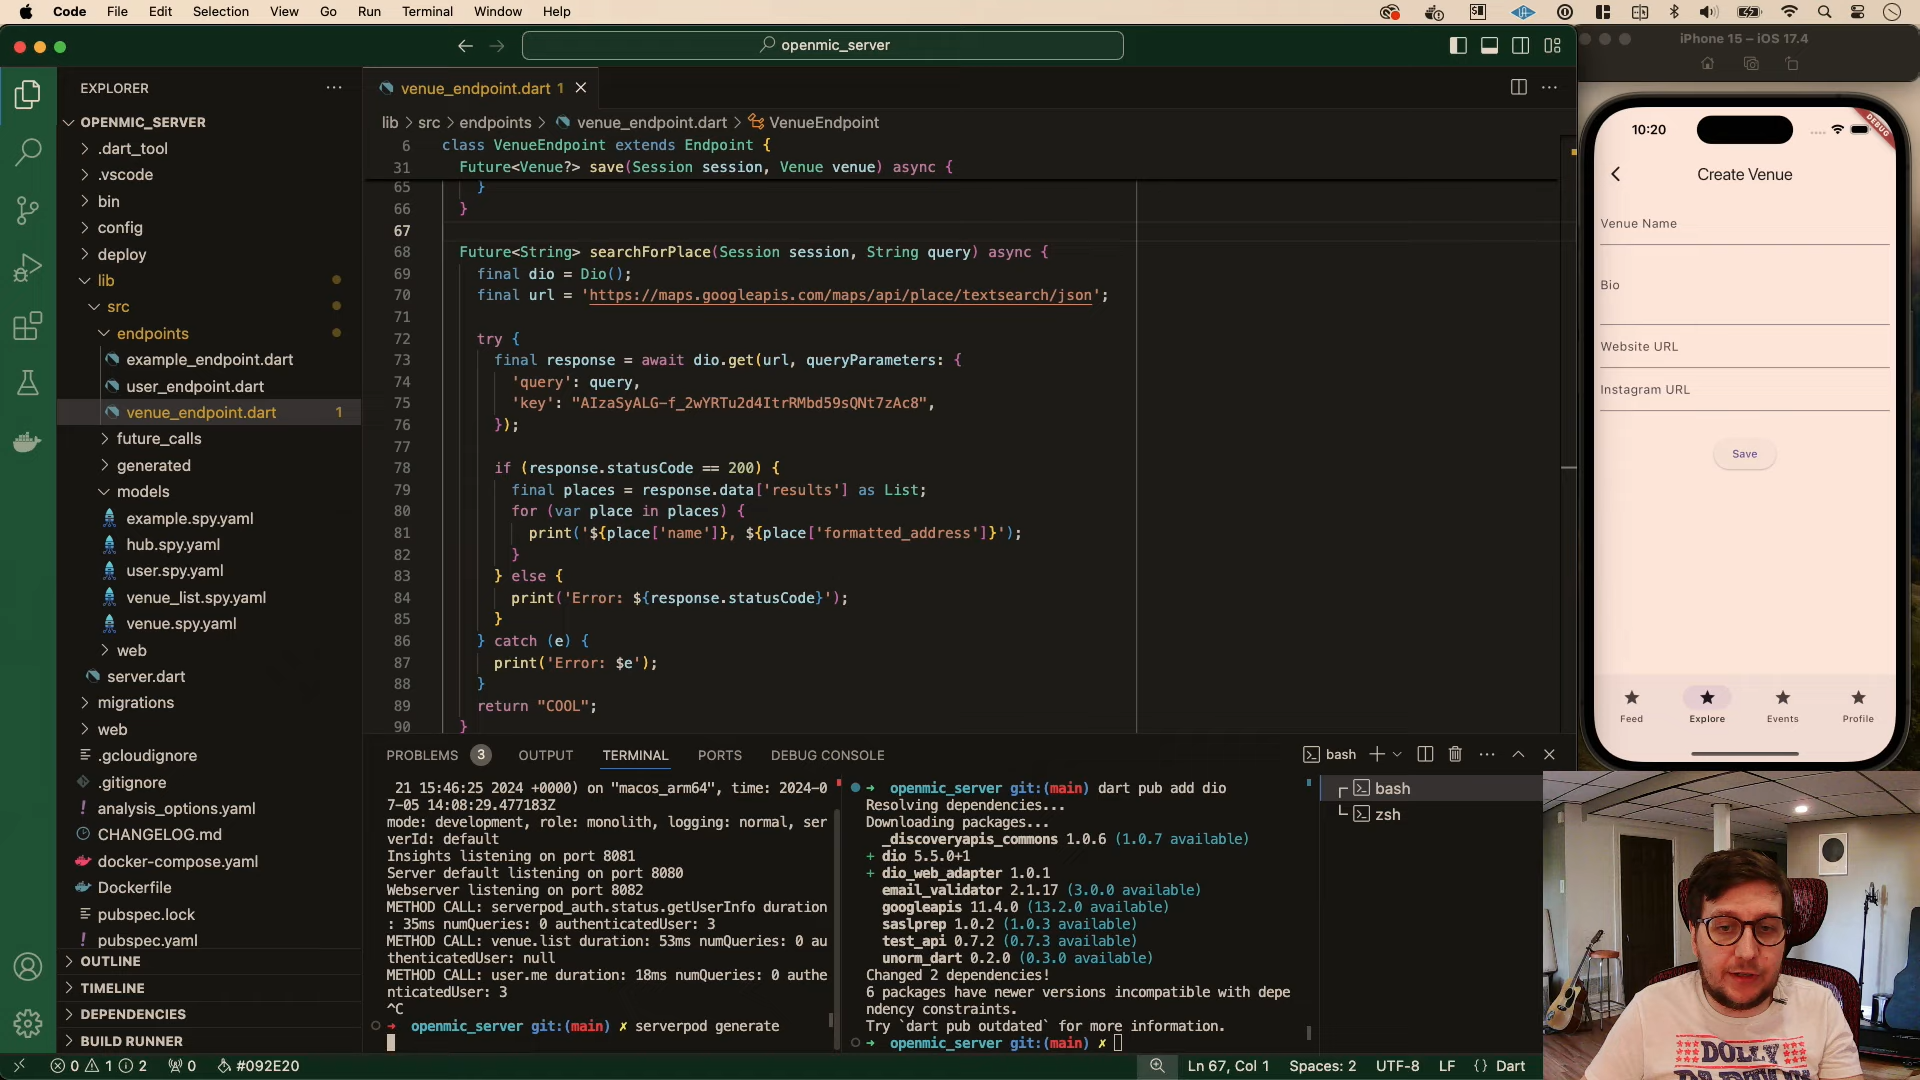 Code File Edit Selection View Go Run Terminal Window Help
openmic_server
iPhone 15 – iOS 17.4
EXPLORER
venue_endpoint.dart 1
OPENMIC_SERVER
.dart_tool
.vscode
bin
config
deploy
lib
src
endpoints
example_endpoint.dart
user_endpoint.dart
venue_endpoint.dart 1
future_calls
generated
models
example.spy.yaml
hub.spy.yaml
user.spy.yaml
venue_list.spy.yaml
venue.spy.yaml
web
server.dart
migrations
web
.gcloudignore
.gitignore
analysis_options.yaml
CHANGELOG.md
docker-compose.yaml
Dockerfile
pubspec.lock
pubspec.yaml
OUTLINE
TIMELINE
DEPENDENCIES
BUILD RUNNER
lib > src > endpoints > venue_endpoint.dart > VenueEndpoint
6 class VenueEndpoint extends Endpoint {
31 Future<Venue?> save(Session session, Venue venue) async {
65 }
66 }
67
68 Future<String> searchForPlace(Session session, String query) async {
69 final dio = Dio();
70 final url = 'https://maps.googleapis.com/maps/api/place/textsearch/json';
71
72 try {
73 final response = await dio.get(url, queryParameters: {
74 'query': query,
75 'key': "AIzaSyALG-f_2wYRTu2d4ItrRMbd59sQNt7zAc8",
76 });
77
78 if (response.statusCode == 200) {
79 final places = response.data['results'] as List;
80 for (var place in places) {
81 print('${place['name']}, ${place['formatted_address']}');
82 }
83 } else {
84 print('Error: ${response.statusCode}');
85 }
86 } catch (e) {
87 print('Error: $e');
88 }
89 return "COOL";
90 }
PROBLEMS 3 OUTPUT TERMINAL PORTS DEBUG CONSOLE
bash
21 15:46:25 2024 +0000) on "macos_arm64", time: 2024-0
7-05 14:08:29.477183Z
mode: development, role: monolith, logging: normal, ser
verId: default
Insights listening on port 8081
Server default listening on port 8080
Webserver listening on port 8082
METHOD CALL: serverpod_auth.status.getUserInfo duration
: 35ms numQueries: 0 authenticatedUser: 3
METHOD CALL: venue.list duration: 53ms numQueries: 0 au
thenticatedUser: null
METHOD CALL: user.me duration: 18ms numQueries: 0 authe
nticatedUser: 3
^C
➜ openmic_server git:(main) ✗ serverpod generate
➜ openmic_server git:(main) dart pub add dio
Resolving dependencies...
Downloading packages...
_discoveryapis_commons 1.0.6 (1.0.7 available)
+ dio 5.5.0+1
+ dio_web_adapter 1.0.1
email_validator 2.1.17 (3.0.0 available)
googleapis 11.4.0 (13.2.0 available)
saslprep 1.0.2 (1.0.3 available)
test_api 0.7.2 (0.7.3 available)
unorm_dart 0.2.0 (0.3.0 available)
Changed 2 dependencies!
6 packages have newer versions incompatible with depe
ndency constraints.
Try `dart pub outdated` for more information.
➜ openmic_server git:(main) ✗
bash
zsh
0 1 2 0 #092E20
Ln 67, Col 1 Spaces: 2 UTF-8 LF {} Dart
10:20
DEBUG
Create Venue
Venue Name
Bio
Website URL
Instagram URL
Save
Feed Explore Events Profile
DOLLY